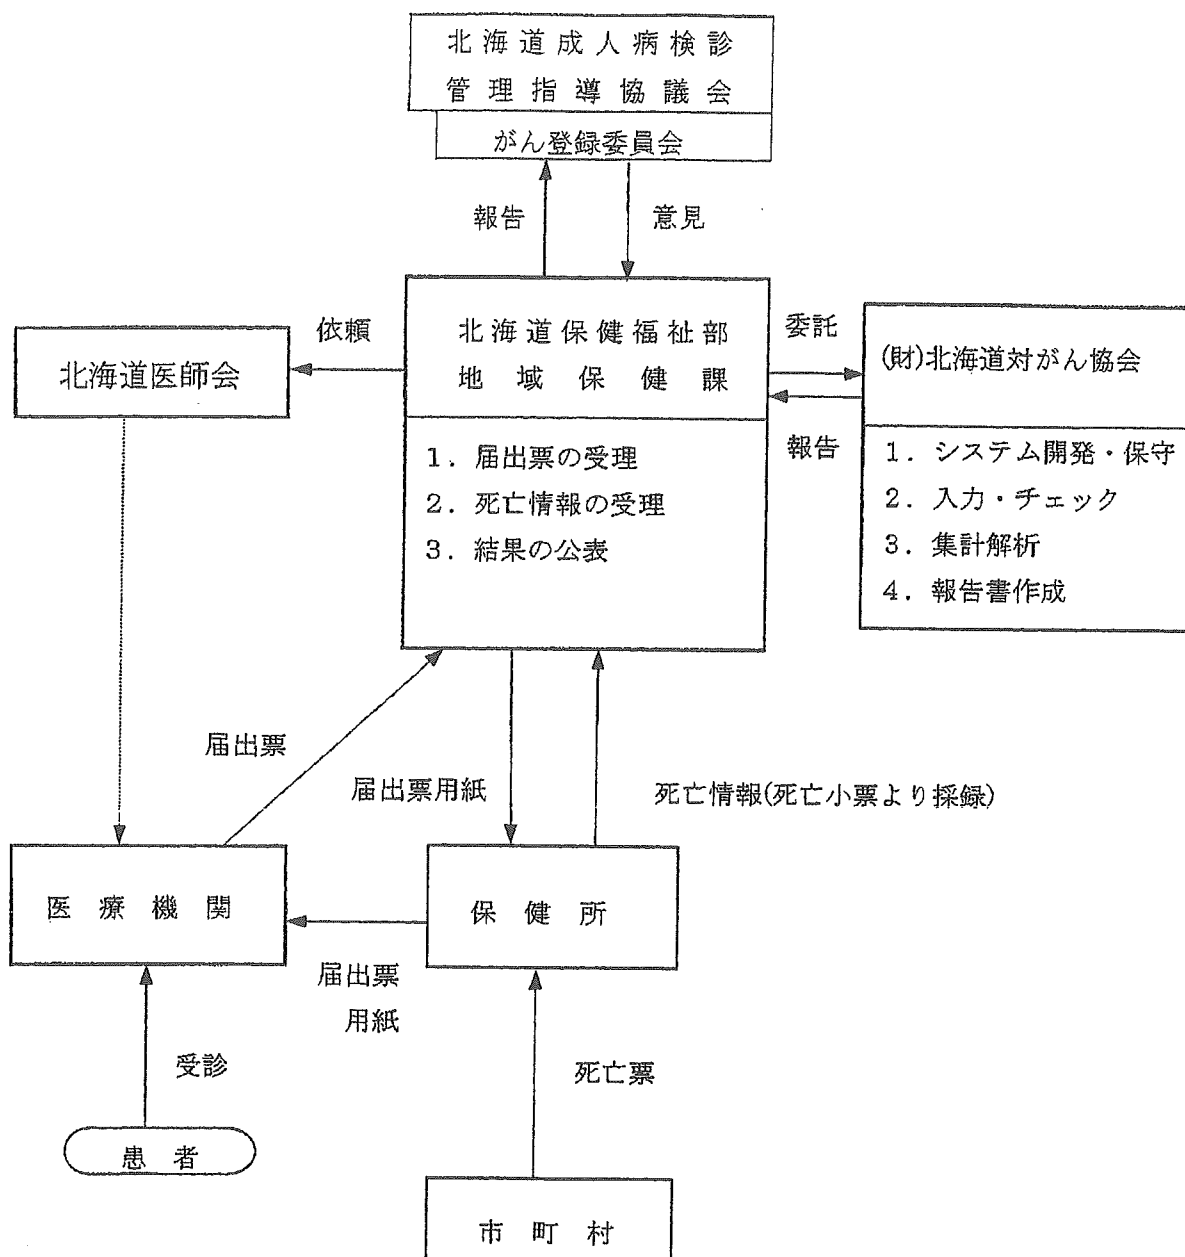 北海道成人病検診
管理指導協議会
がん登録委員会
報告
意見
北海道医師会
依頼
北海道保健福祉部
地域保健課
1. 届出票の受理
2. 死亡情報の受理
3. 結果の公表
委託
報告
(財)北海道対がん協会
1. システム開発・保守
2. 入力・チェック
3. 集計解析
4. 報告書作成
届出票
届出票用紙
死亡情報(死亡小票より採録)
医療機関
保健所
届出票
用紙
受診
死亡票
患者
市町村